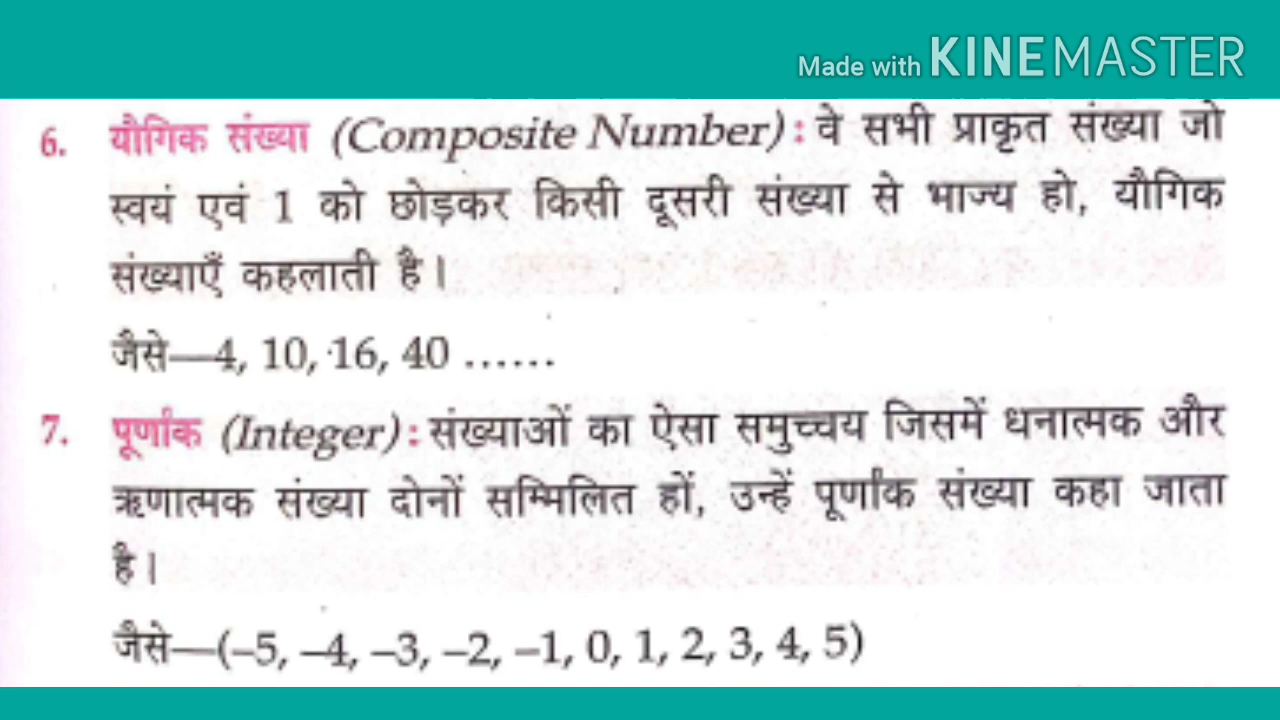 Made with KINEMASTER
6. यौगिक संख्या (Composite Number) : वे सभी प्राकृत संख्या जो
स्वयं एवं 1 को छोड़कर किसी दूसरी संख्या से भाज्य हो, यौगिक
संख्याएँ कहलाती है।
जैसे—4, 10, 16, 40 ......
7. पूर्णांक (Integer) : संख्याओं का ऐसा समुच्चय जिसमें धनात्मक और
ऋणात्मक संख्या दोनों सम्मिलित हों, उन्हें पूर्णांक संख्या कहा जाता
है।
जैसे—(–5, –4, –3, –2, –1, 0, 1, 2, 3, 4, 5)